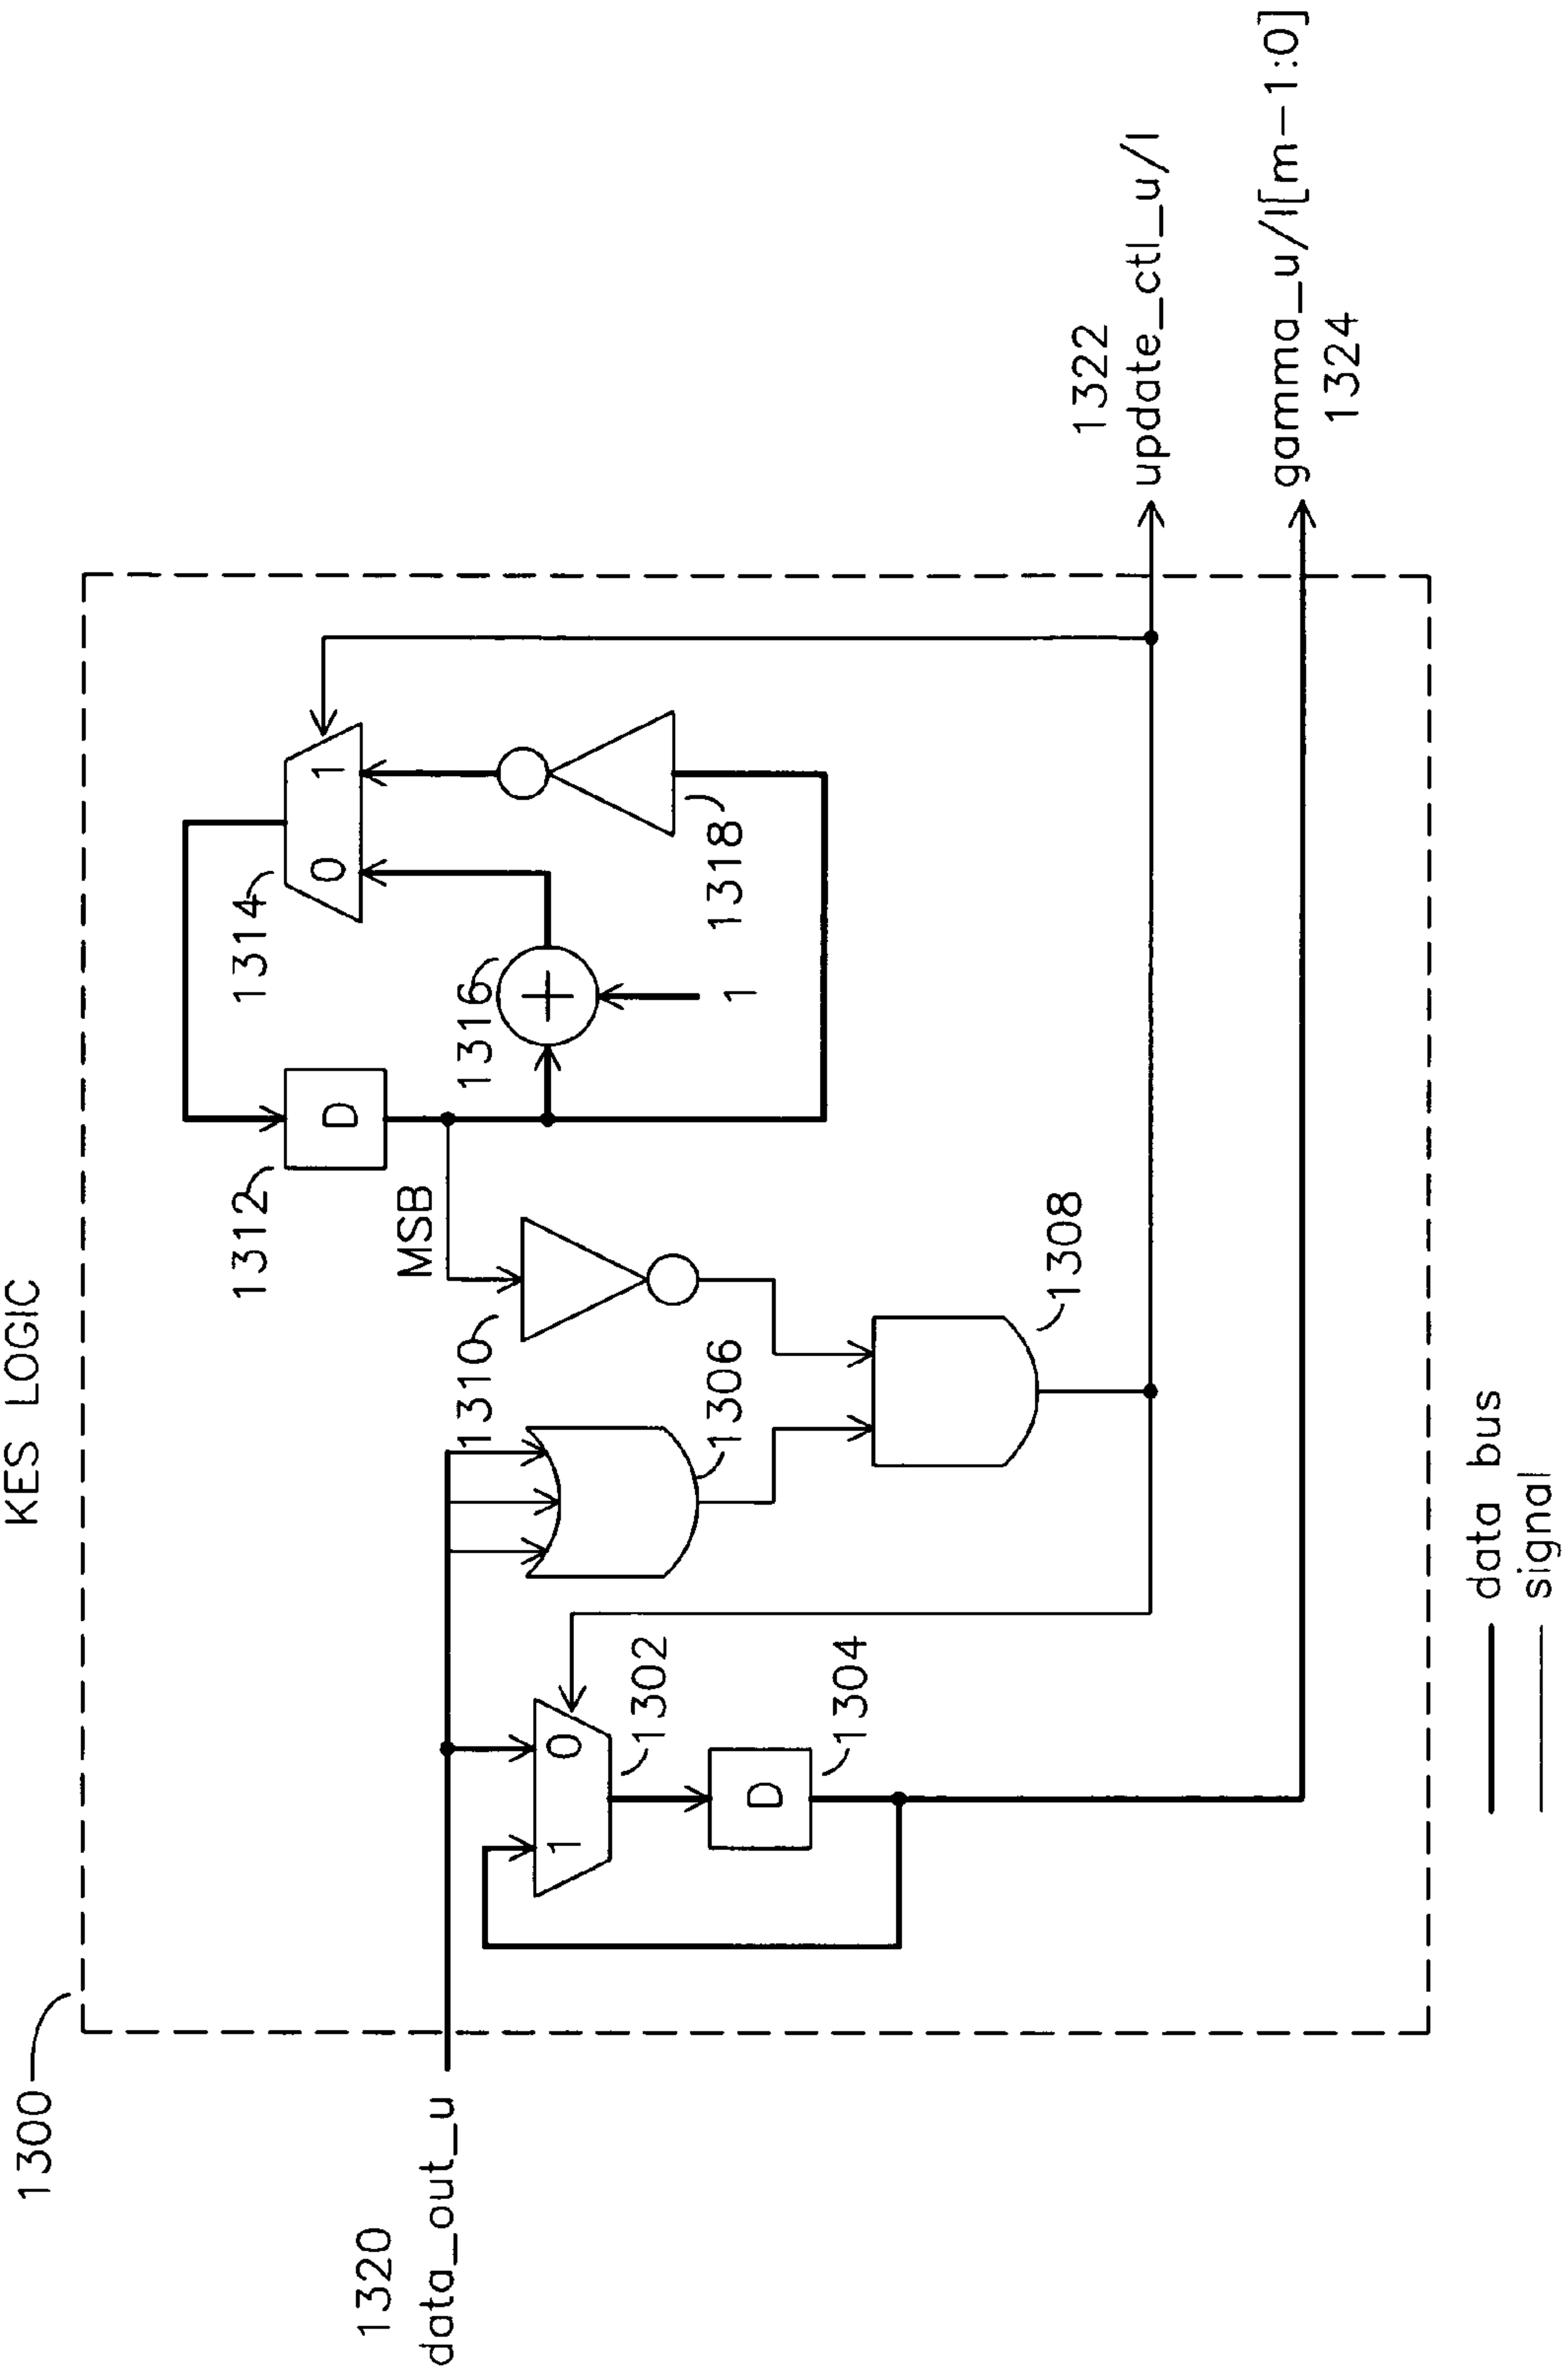 KES LOGIC
1300
1320
data_out_u
1
0
1302
D
1304
1306
1310
MSB
1308
1312
D
1316
1
1314
0
1
1318
1322
update_ctl_u/l
gamma_u/l[m-1:0]
1324
data bus
signal